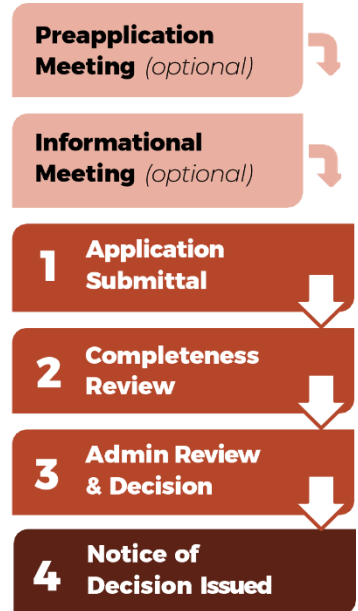 Preapplication
Meeting (optional)
Informational
Meeting (optional)
1 Application
Submittal
2 Completeness
Review
3 Admin Review
& Decision
4 Notice of
Decision Issued